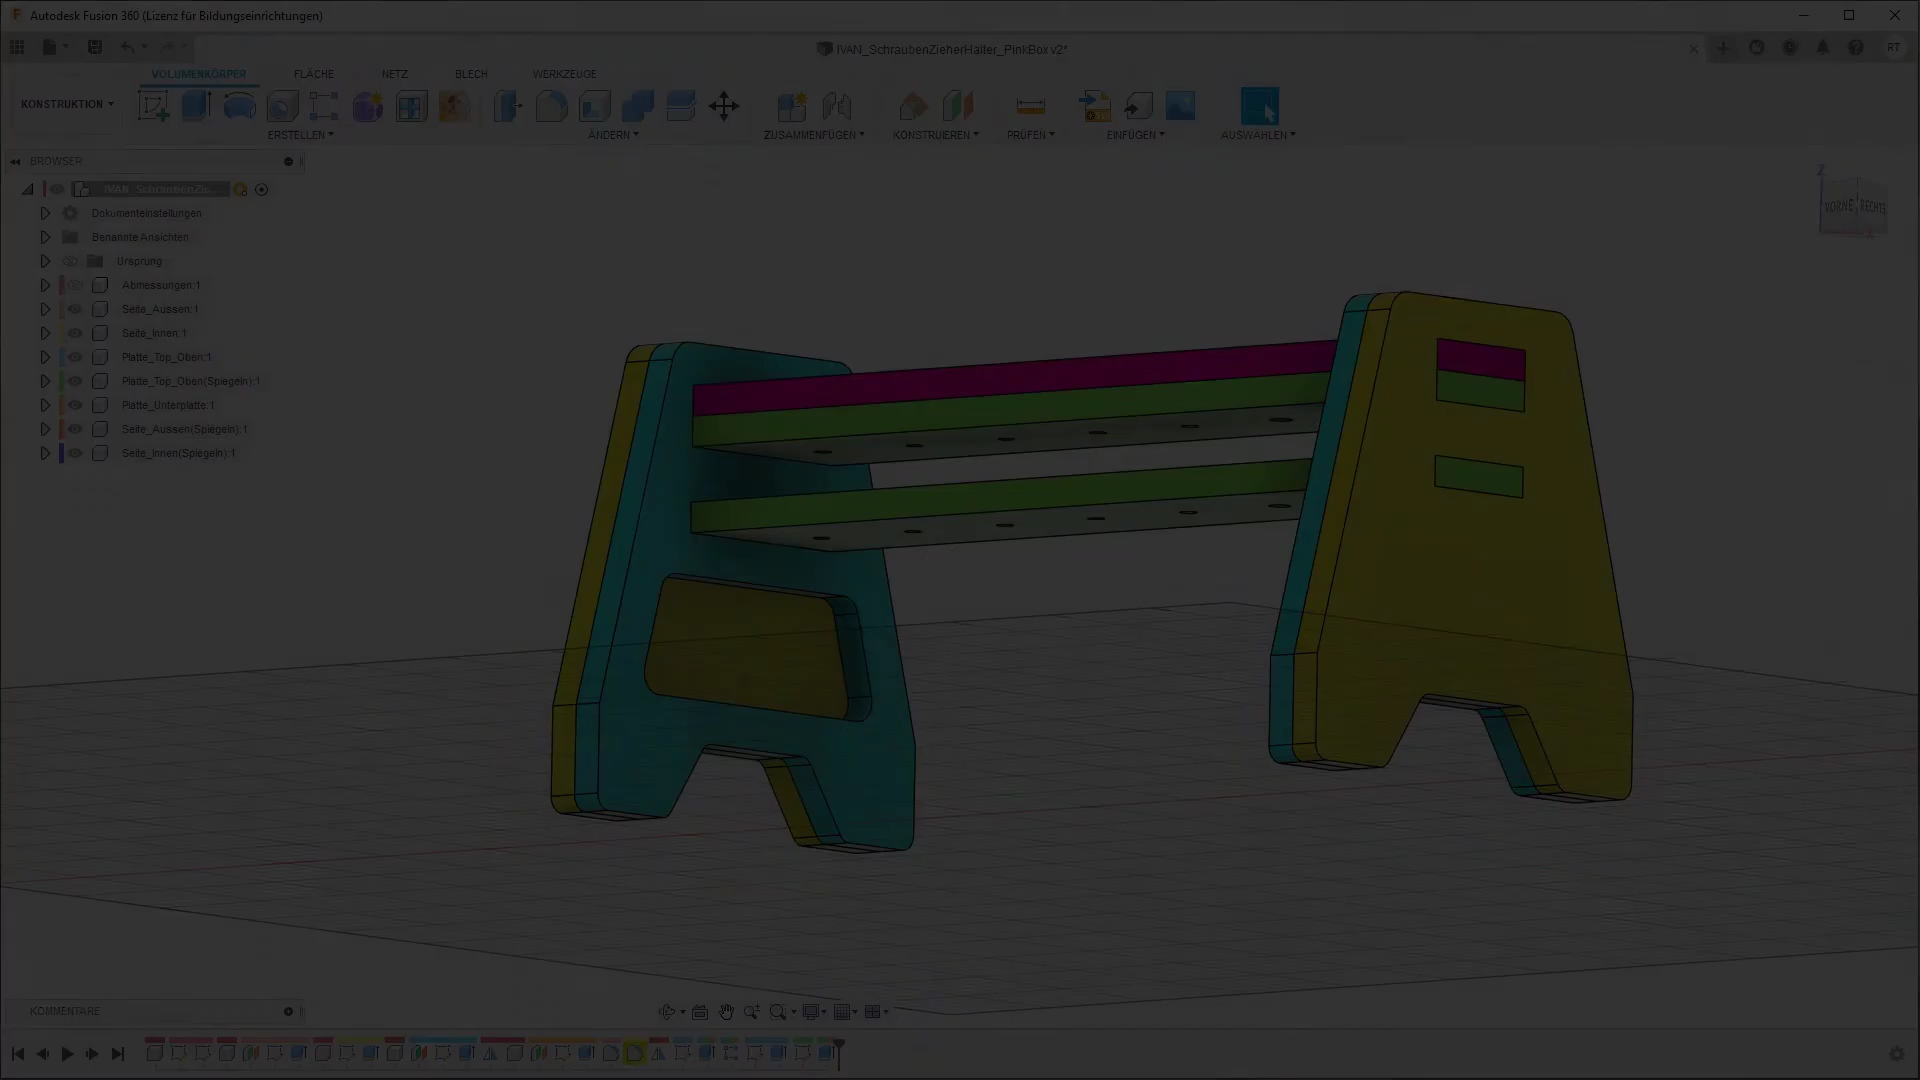 Autodesk Fusion 360 (Lizenz für Bildungseinrichtungen)
IVAN_SchraubenZieherHalter_PinkBox v2*
RT
VOLUMENKÖRPER FLÄCHE NETZ BLECH WERKZEUGE
KONSTRUKTION
ERSTELLEN ÄNDERN ZUSAMMENFÜGEN KONSTRUIEREN PRÜFEN EINFÜGEN AUSWÄHLEN
BROWSER
IVAN_SchraubenZie...
Dokumenteinstellungen
Benannte Ansichten
Ursprung
Abmessungen:1
Seite_Aussen:1
Seite_Innen:1
Platte_Top_Oben:1
Platte_Top_Oben(Spiegeln):1
Platte_Unterplatte:1
Seite_Aussen(Spiegeln):1
Seite_Innen(Spiegeln):1
Z
VORNE RECHTS
X
KOMMENTARE